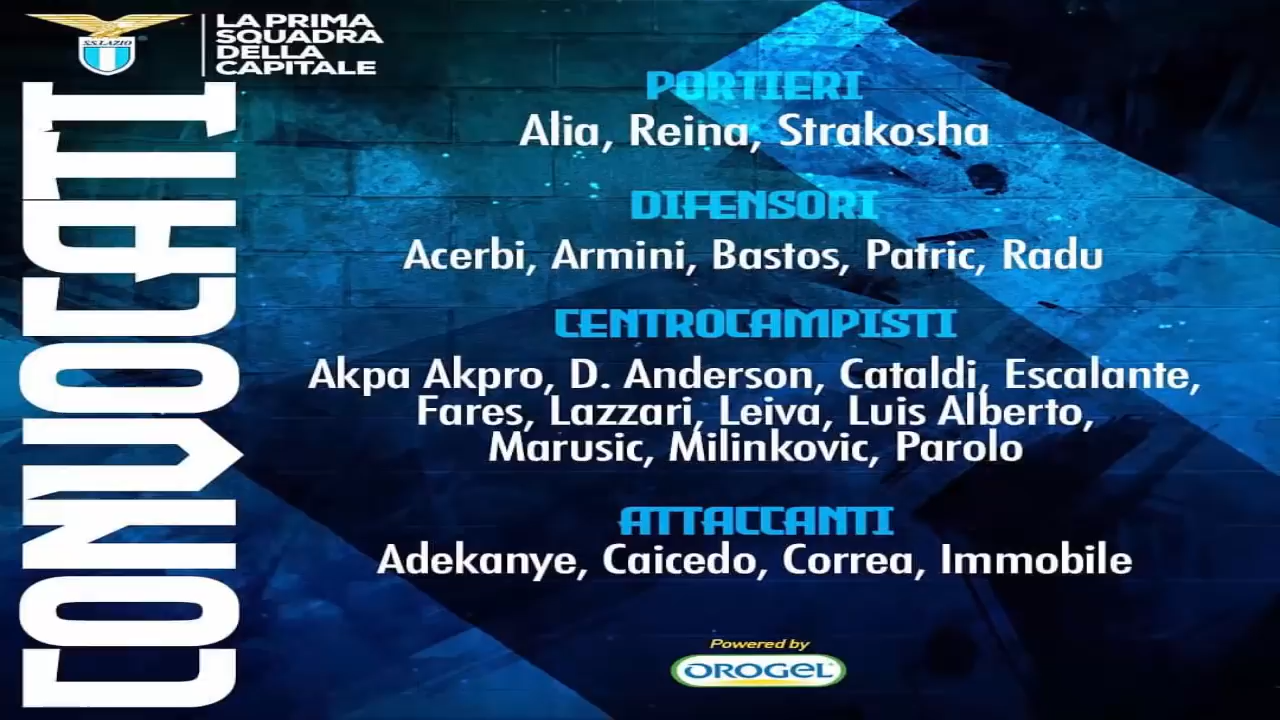 S.S. LAZIO
LA PRIMA
SQUADRA
DELLA
CAPITALE
CONVOCATI
PORTIERI
Alia, Reina, Strakosha
DIFENSORI
Acerbi, Armini, Bastos, Patric, Radu
CENTROCAMPISTI
Akpa Akpro, D. Anderson, Cataldi, Escalante,
Fares, Lazzari, Leiva, Luis Alberto,
Marusic, Milinkovic, Parolo
ATTACCANTI
Adekanye, Caicedo, Correa, Immobile
Powered by
OROGEL